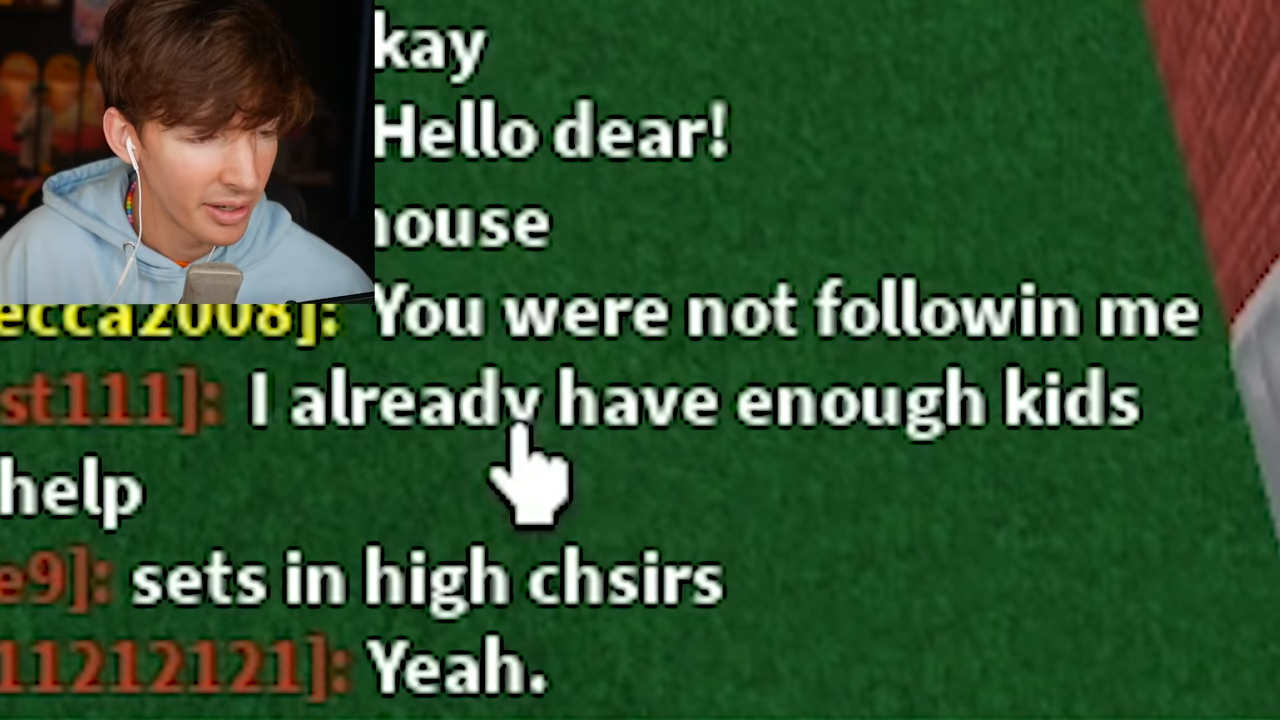 kay
Hello dear!
house
ecca2008]: You were not followin me
st111]: I already have enough kids
help
e9]: sets in high chsirs
11212121]: Yeah.